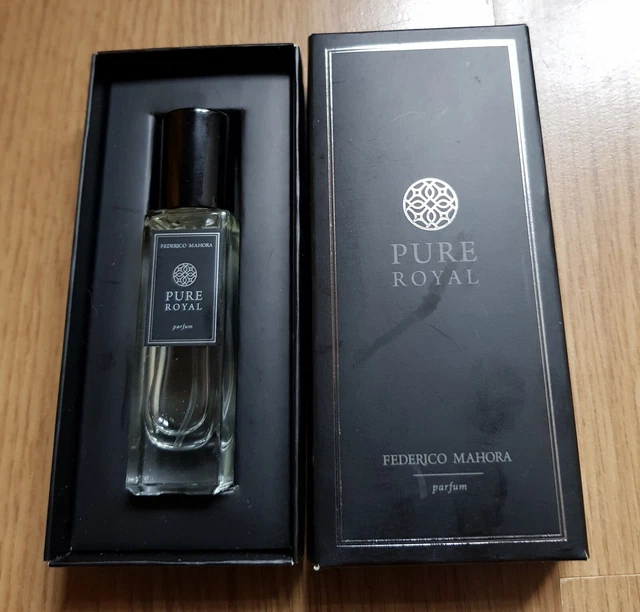 FEDERICO MAHORA
PURE
ROYAL
parfum
PURE
ROYAL
FEDERICO MAHORA
parfum